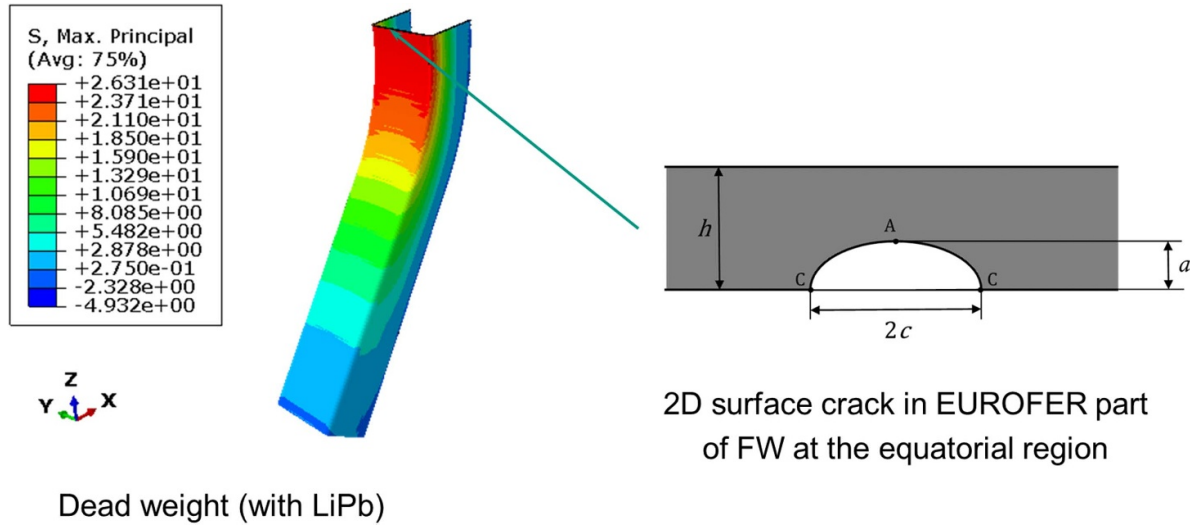 S, Max. Principal
(Avg: 75%)
+2.631e+01
+2.371e+01
+2.110e+01
+1.850e+01
+1.590e+01
+1.329e+01
+1.069e+01
+8.085e+00
+5.482e+00
+2.878e+00
+2.750e-01
-2.328e+00
-4.932e+00
Z
Y
X
Dead weight (with LiPb)
h
A
a
C
C
2c
2D surface crack in EUROFER part
of FW at the equatorial region